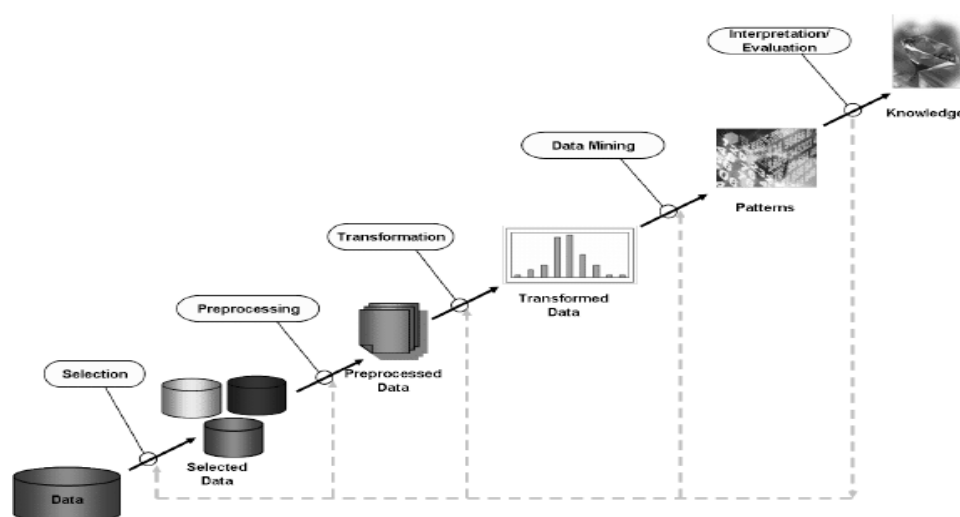 Interpretation/
Evaluation
Knowledge
Data Mining
Patterns
Transformation
Transformed
Data
Preprocessing
Preprocessed
Data
Selection
Selected
Data
Data